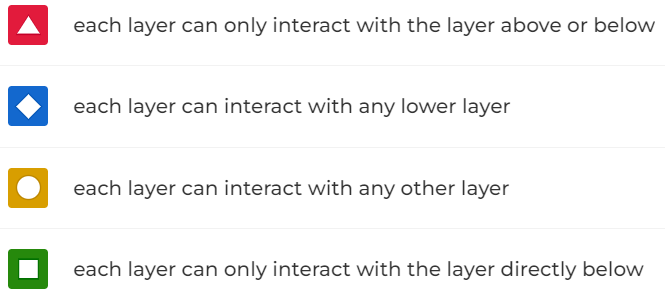 each layer can only interact with the layer above or below
each layer can interact with any lower layer
each layer can interact with any other layer
each layer can only interact with the layer directly below